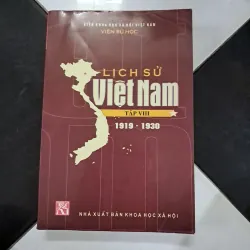 VIỆN KHOA HỌC XÃ HỘI VIỆT NAM
VIỆN SỬ HỌC
LỊCH SỬ
Việt Nam
TẬP VIII
1919 - 1930
NHÀ XUẤT BẢN KHOA HỌC XÃ HỘI